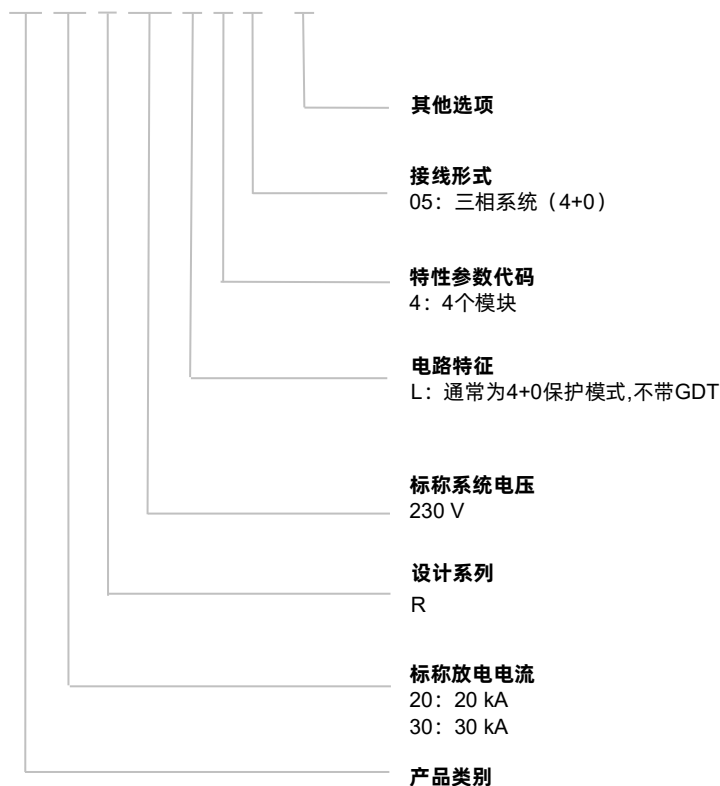 其他选项
接线形式
05：三相系统（4+0）
特性参数代码
4：4个模块
电路特征
L：通常为4+0保护模式,不带GDT
标称系统电压
230 V
设计系列
R
标称放电电流
20：20 kA
30：30 kA
产品类别